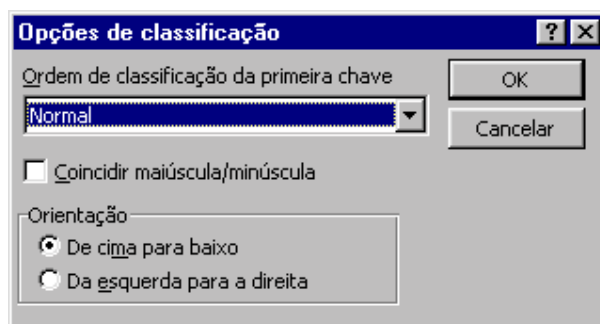 Opções de classificação
Ordem de classificação da primeira chave
OK
Normal
Cancelar
Coincidir maiúscula/minúscula
Orientação
De cima para baixo
Da esquerda para a direita